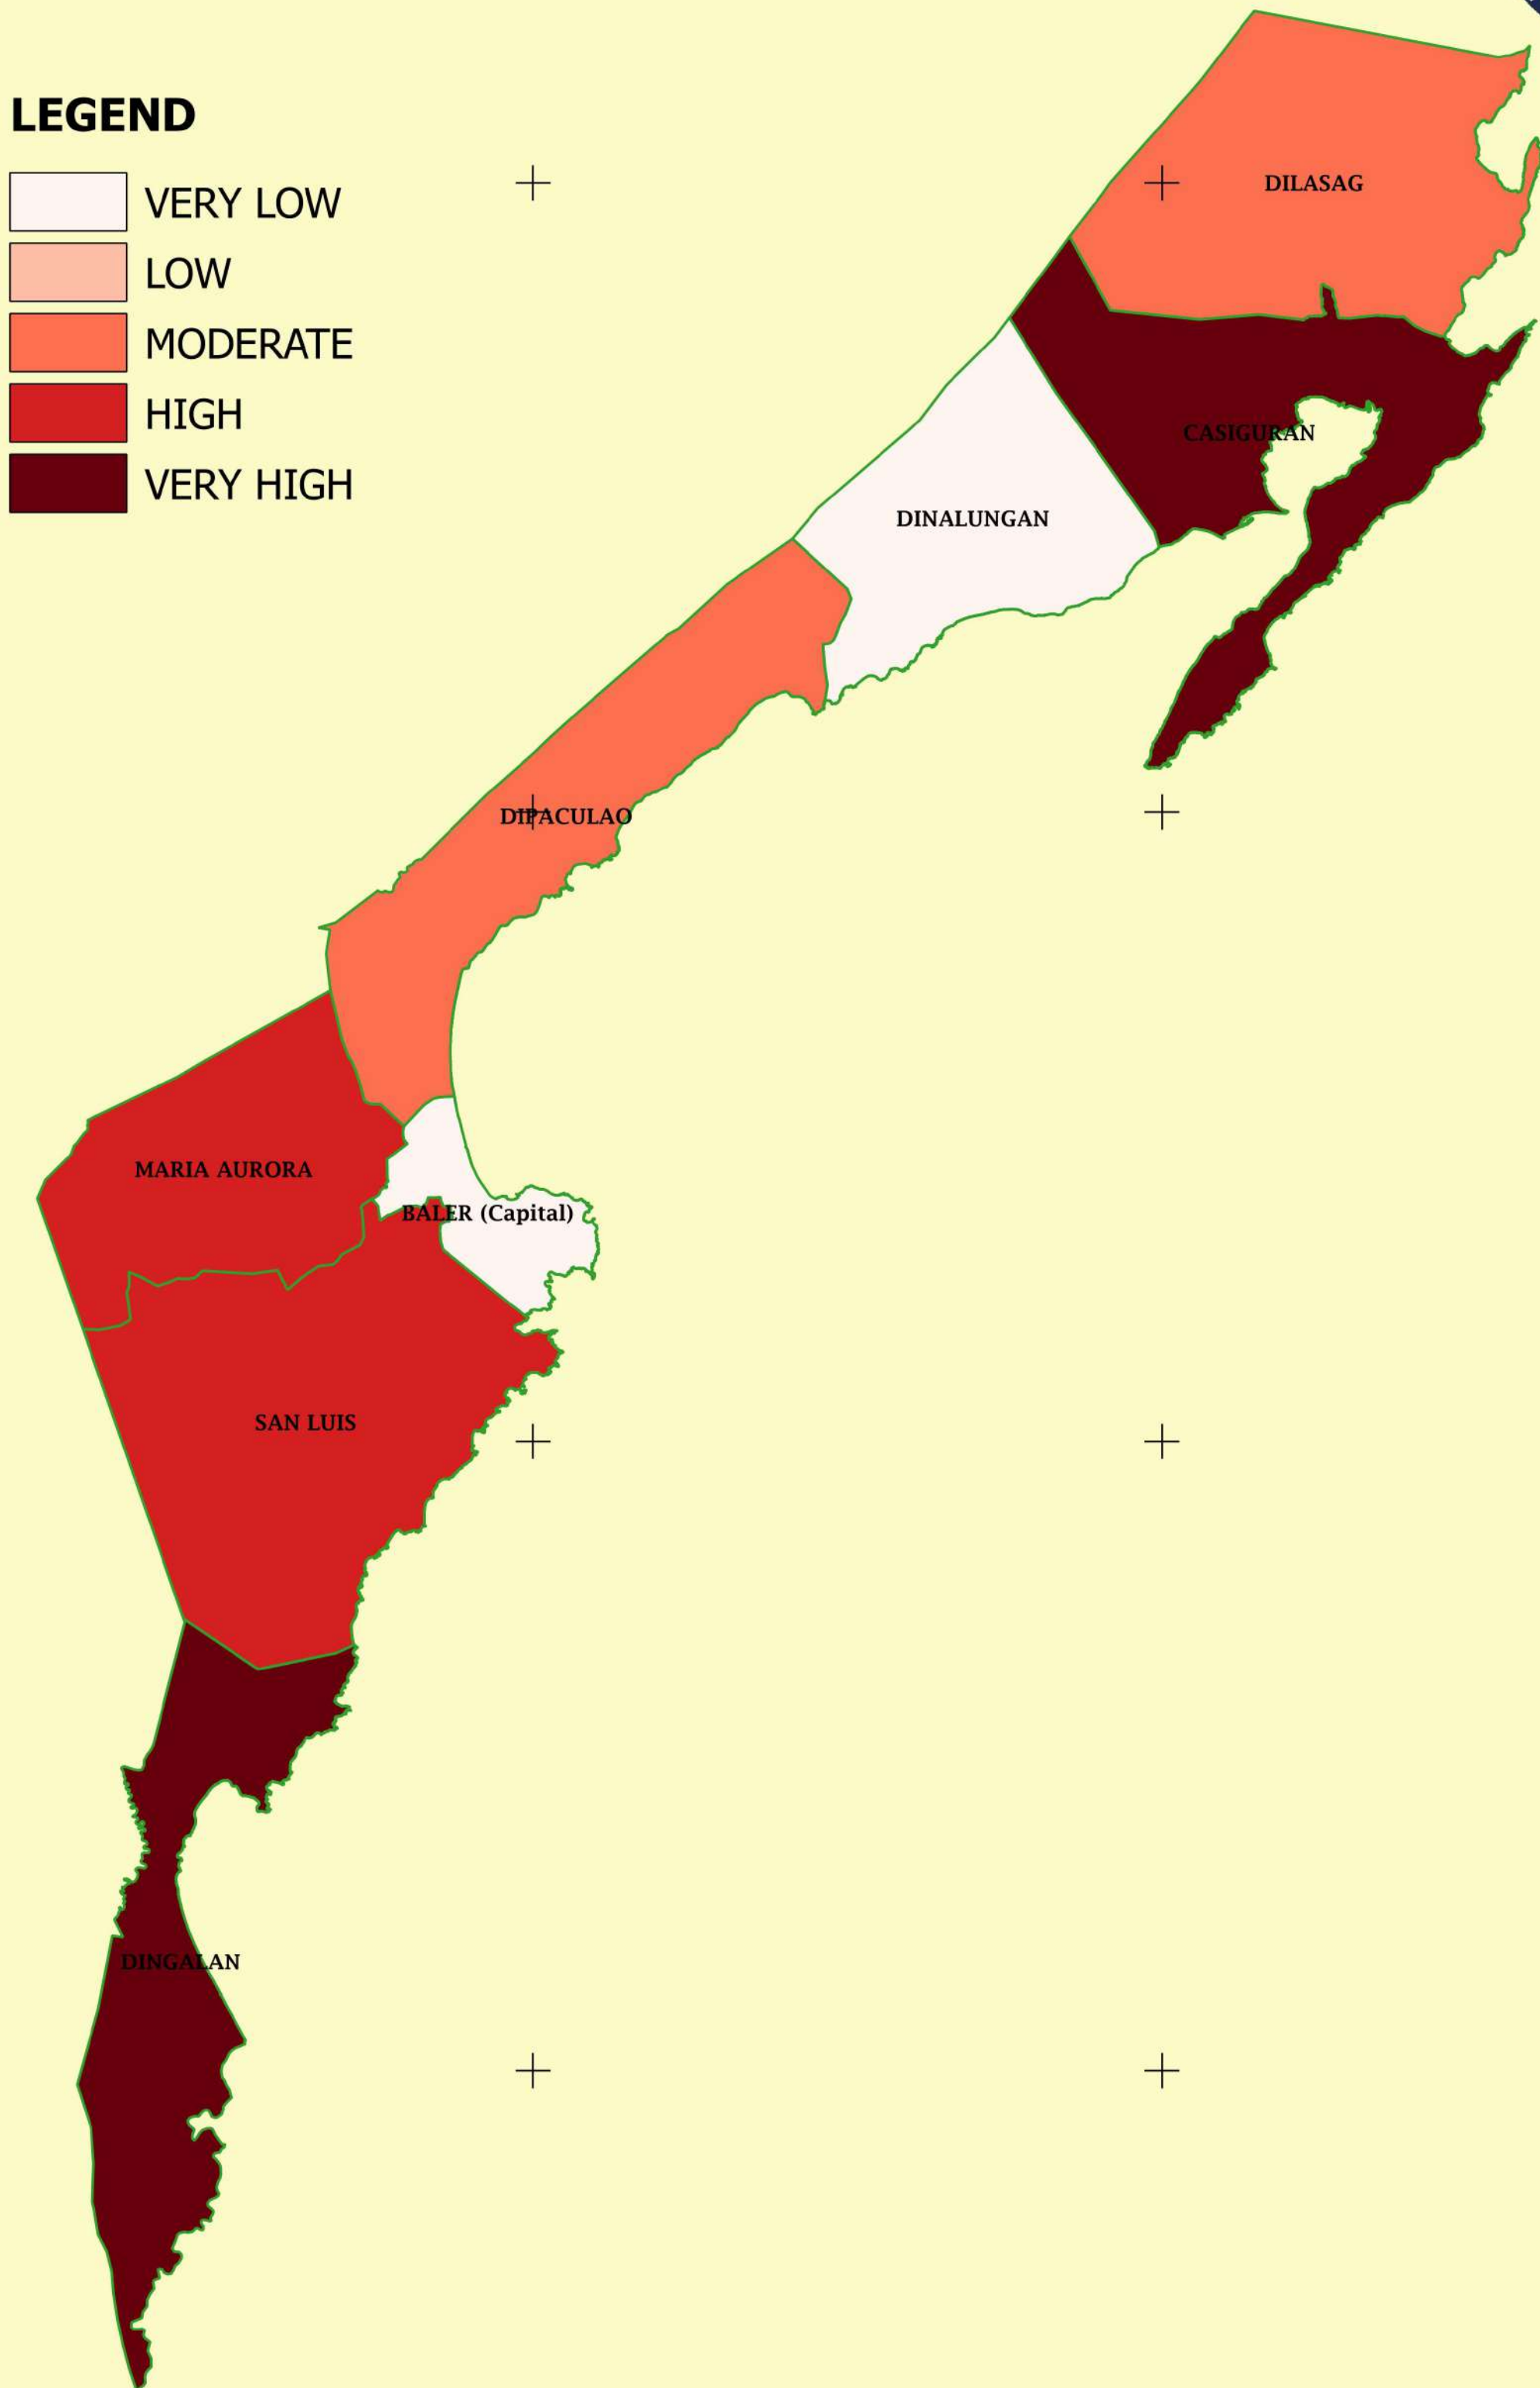 LEGEND
VERY LOW
LOW
MODERATE
HIGH
VERY HIGH
DILASAG
CASIGURAN
DINALUNGAN
DIPACULAO
MARIA AURORA
BALER (Capital)
SAN LUIS
DINGALAN